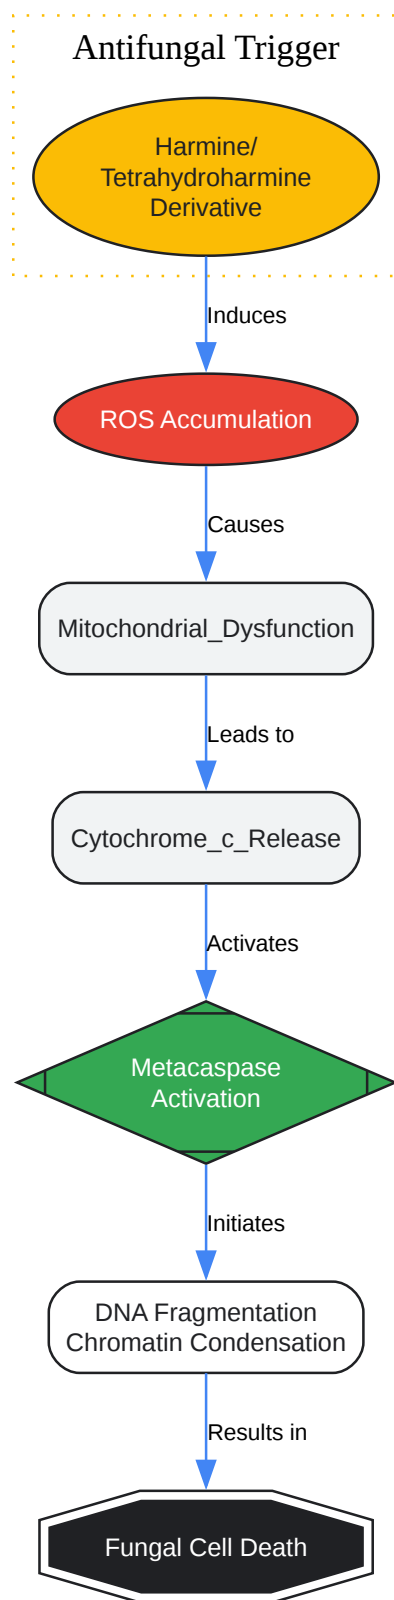 Antifungal Trigger
Harmine/
Tetrahydroharmine
Derivative
Induces
ROS Accumulation
Causes
Mitochondrial_Dysfunction
Leads to
Cytochrome_c_Release
Activates
Metacaspase
Activation
Initiates
DNA Fragmentation
Chromatin Condensation
Results in
Fungal Cell Death